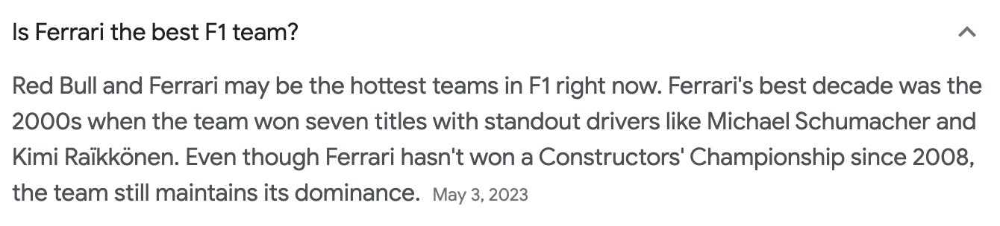 Is Ferrari the best F1 team?
Red Bull and Ferrari may be the hottest teams in F1 right now. Ferrari's best decade was the
2000s when the team won seven titles with standout drivers like Michael Schumacher and
Kimi Raïkkönen. Even though Ferrari hasn't won a Constructors' Championship since 2008,
the team still maintains its dominance. May 3, 2023